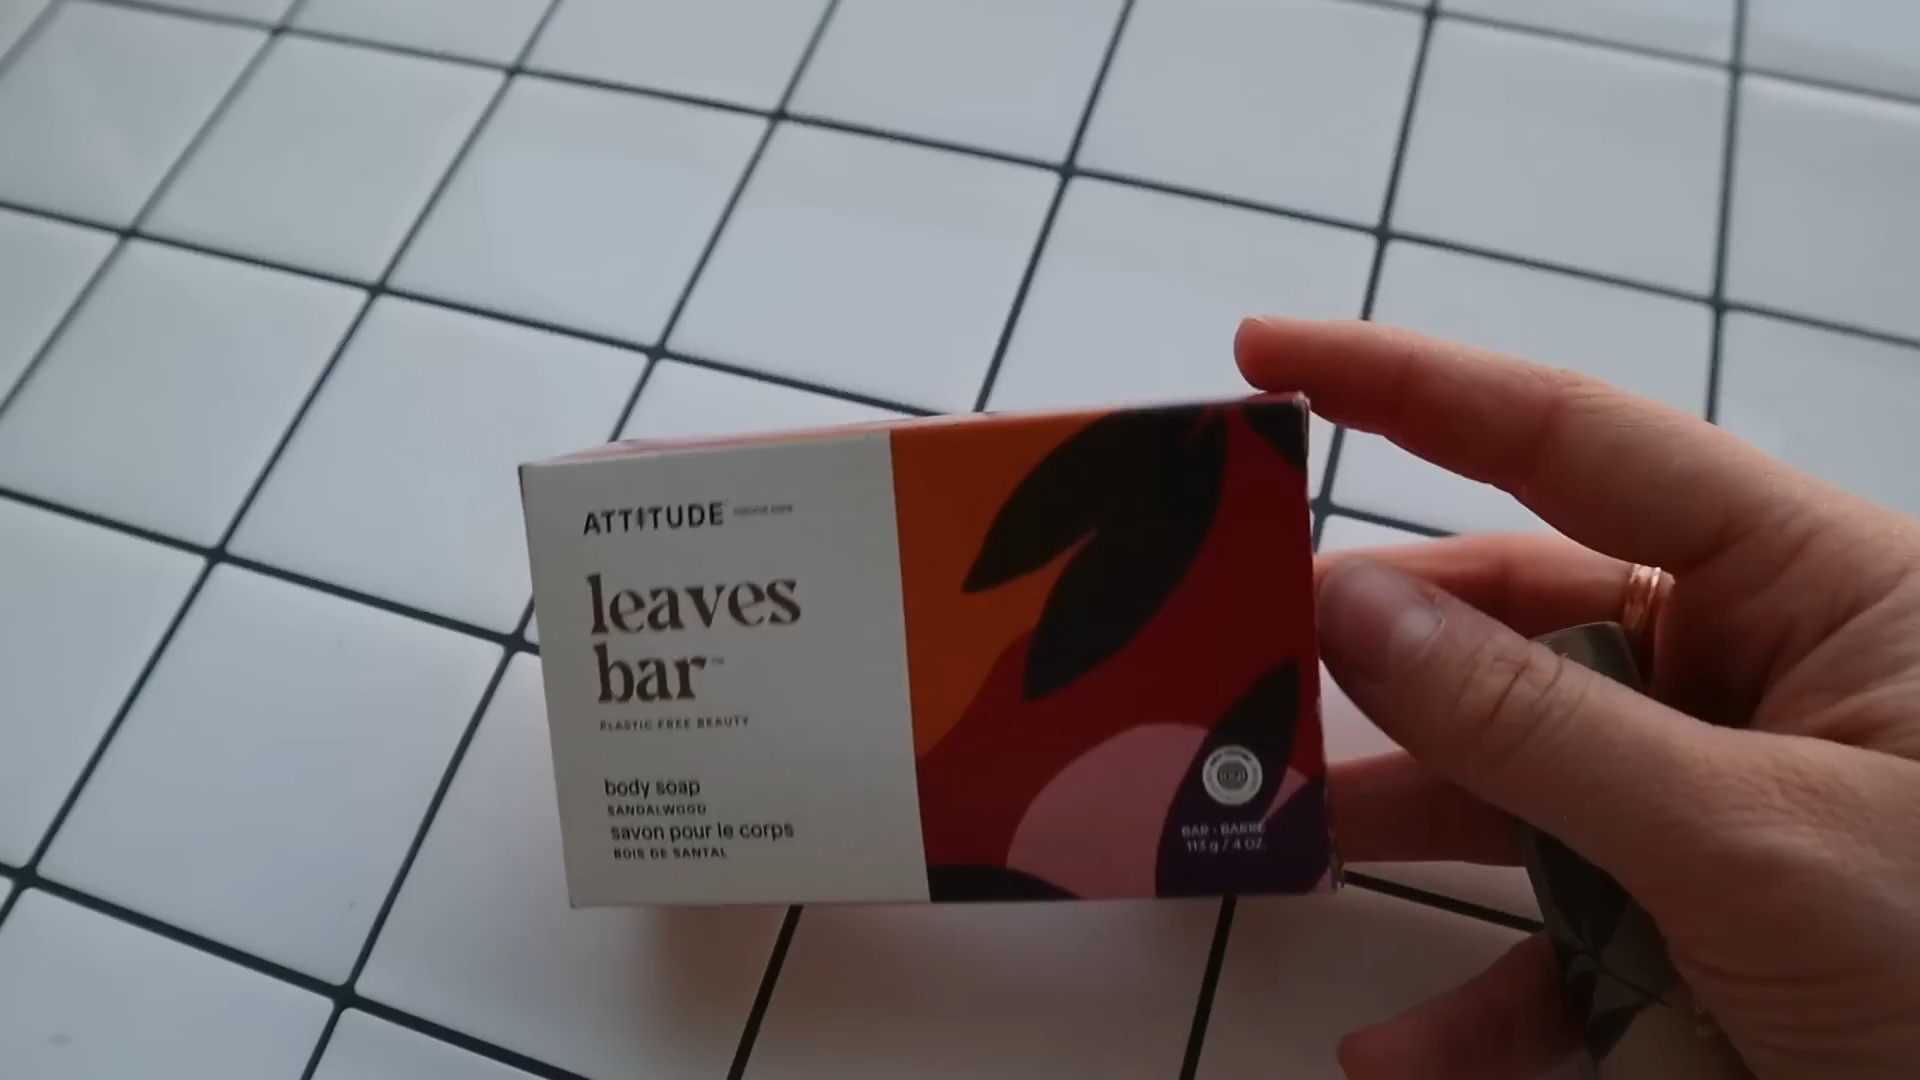 ATTITUDE
leaves
bar™
PLASTIC FREE BEAUTY
body soap
SANDALWOOD
savon pour le corps
BOIS DE SANTAL
BAR • BARRE
113 g / 4 OZ.